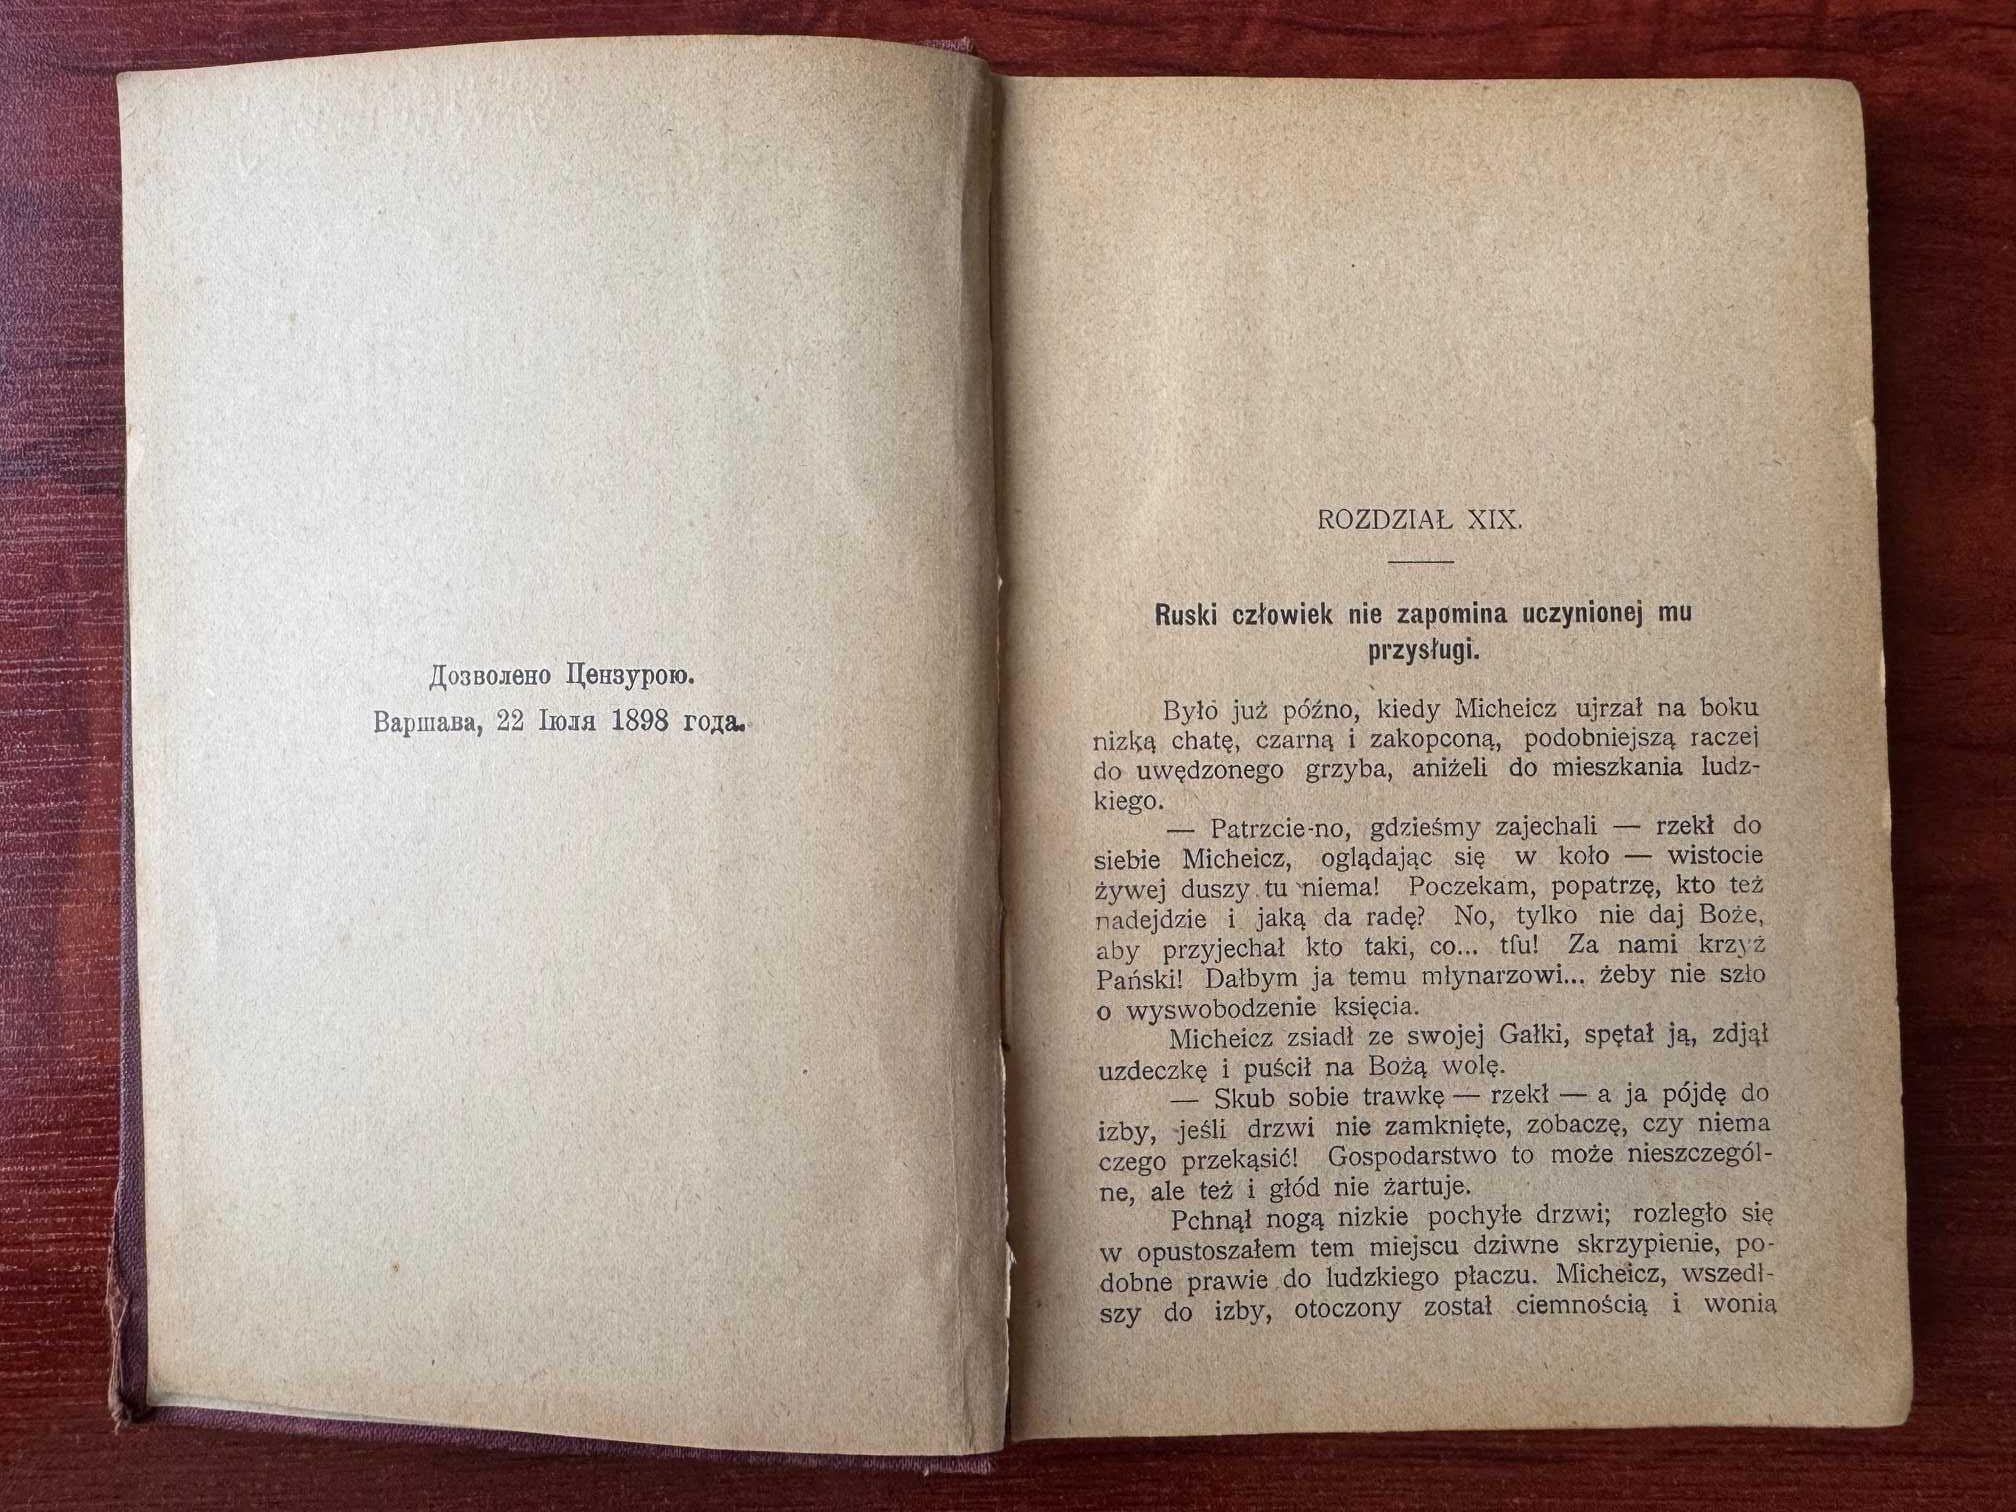 Дозволено Цензурою.
Варшава, 22 Іюля 1898 года.
ROZDZIAŁ XIX.
Ruski człowiek nie zapomina uczynionej mu
przysługi.
Było już późno, kiedy Micheicz ujrzał na boku
nizką chatę, czarną i zakopconą, podobniejszą raczej
do uwędzonego grzyba, aniżeli do mieszkania ludz-
kiego.
— Patrzcie-no, gdzieśmy zajechali — rzekł do
siebie Micheicz, oglądając się w koło — wistocie
żywej duszy tu niema! Poczekam, popatrzę, kto też
nadejdzie i jaką da radę? No, tylko nie daj Boże,
aby przyjechał kto taki, co... tfu! Za nami krzyż
Pański! Dałbym ja temu młynarzowi... żeby nie szło
o wyswobodzenie księcia.
Micheicz zsiadł ze swojej Gałki, spętał ją, zdjął
uzdeczkę i puścił na Bożą wolę.
— Skub sobie trawkę — rzekł — a ja pójdę do
izby, jeśli drzwi nie zamknięte, zobaczę, czy niema
czego przekąsić! Gospodarstwo to może nieszczegól-
ne, ale też i głód nie żartuje.
Pchnął nogą nizkie pochyłe drzwi; rozległo się
w opustoszałem tem miejscu dziwne skrzypienie, po-
dobne prawie do ludzkiego płaczu. Micheicz, wszedł-
szy do izby, otoczony został ciemnością i wonią